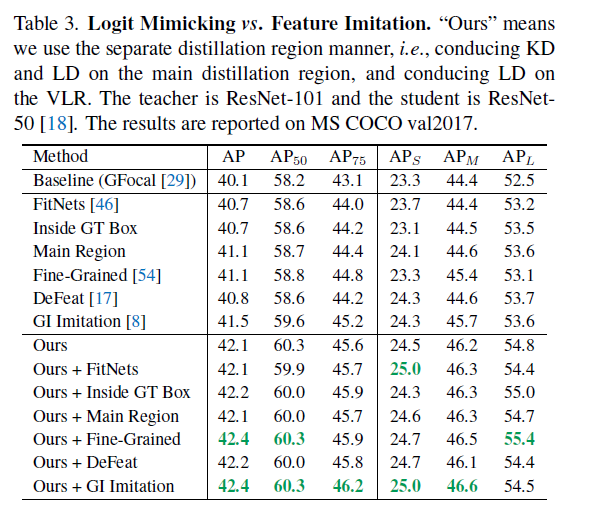 Table 3. Logit Mimicking vs. Feature Imitation. “Ours” means
we use the separate distillation region manner, i.e., conducing KD
and LD on the main distillation region, and conducing LD on
the VLR. The teacher is ResNet-101 and the student is ResNet-
50 [18]. The results are reported on MS COCO val2017.
Method AP AP50 AP75 APS APM APL
Baseline (GFocal [29]) 40.1 58.2 43.1 23.3 44.4 52.5
FitNets [46] 40.7 58.6 44.0 23.7 44.4 53.2
Inside GT Box 40.7 58.6 44.2 23.1 44.5 53.5
Main Region 41.1 58.7 44.4 24.1 44.6 53.6
Fine-Grained [54] 41.1 58.8 44.8 23.3 45.4 53.1
DeFeat [17] 40.8 58.6 44.2 24.3 44.6 53.7
GI Imitation [8] 41.5 59.6 45.2 24.3 45.7 53.6
Ours 42.1 60.3 45.6 24.5 46.2 54.8
Ours + FitNets 42.1 59.9 45.7 25.0 46.3 54.4
Ours + Inside GT Box 42.2 60.0 45.9 24.3 46.3 55.0
Ours + Main Region 42.1 60.0 45.7 24.6 46.3 54.7
Ours + Fine-Grained 42.4 60.3 45.9 24.7 46.5 55.4
Ours + DeFeat 42.2 60.0 45.8 24.7 46.1 54.4
Ours + GI Imitation 42.4 60.3 46.2 25.0 46.6 54.5